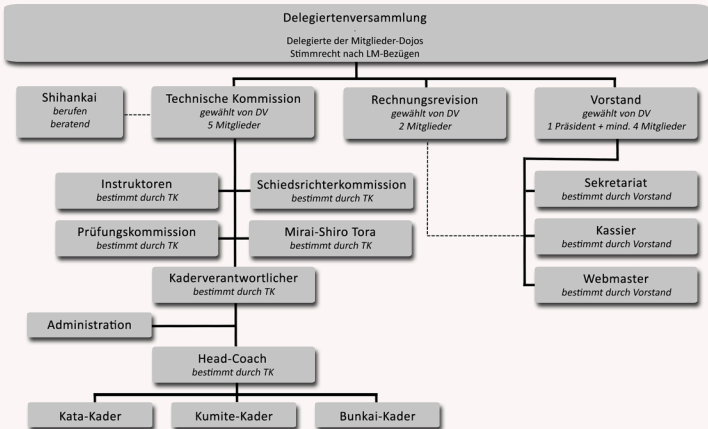 Delegiertenversammlung
Delegierte der Mitglieder-Dojos
Stimmrecht nach LM-Bezügen
Shihankai
berufen
beratend
Technische Kommission
gewählt von DV
5 Mitglieder
Rechnungsrevision
gewählt von DV
2 Mitglieder
Vorstand
gewählt von DV
1 Präsident + mind. 4 Mitglieder
Instruktoren
bestimmt durch TK
Schiedsrichterkommission
bestimmt durch TK
Sekretariat
bestimmt durch Vorstand
Prüfungskommission
bestimmt durch TK
Mirai-Shiro Tora
bestimmt durch TK
Kassier
bestimmt durch Vorstand
Kaderverantwortlicher
bestimmt durch TK
Webmaster
bestimmt durch Vorstand
Administration
Head-Coach
bestimmt durch TK
Kata-Kader
Kumite-Kader
Bunkai-Kader